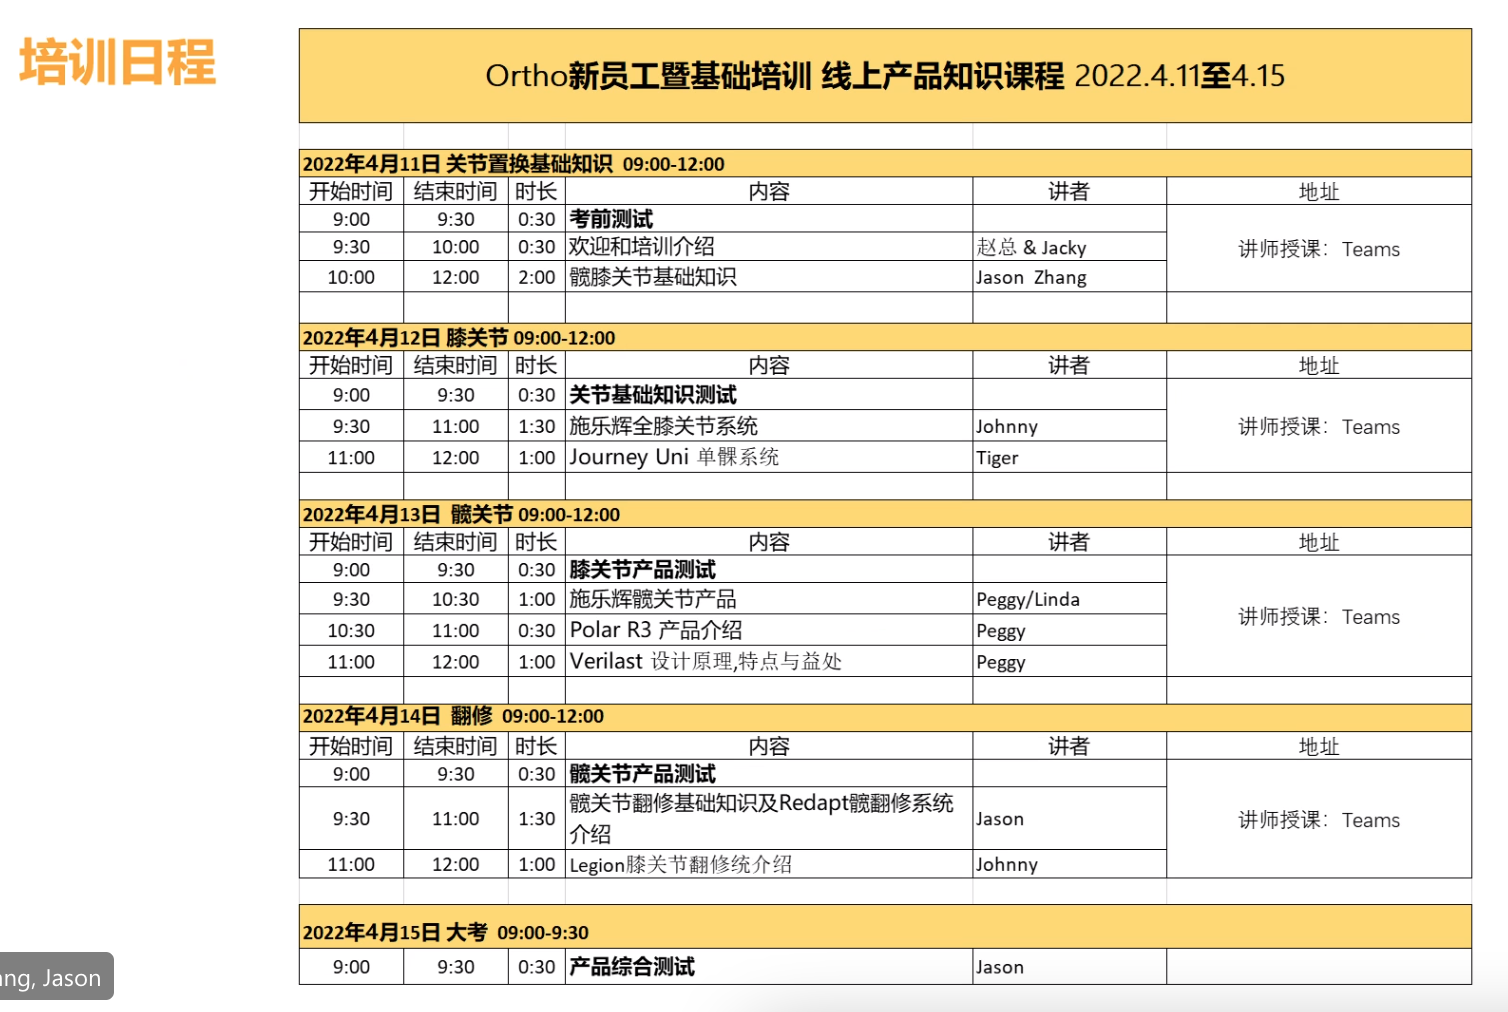 培训日程
Ortho新员工暨基础培训 线上产品知识课程 2022.4.11至4.15
2022年4月11日 关节置换基础知识 09:00-12:00
开始时间 结束时间 时长 内容 讲者 地址
9:00 9:30 0:30 考前测试
9:30 10:00 0:30 欢迎和培训介绍 赵总 & Jacky
讲师授课：Teams
10:00 12:00 2:00 髋膝关节基础知识 Jason Zhang
2022年4月12日 膝关节 09:00-12:00
开始时间 结束时间 时长 内容 讲者 地址
9:00 9:30 0:30 关节基础知识测试
9:30 11:00 1:30 施乐辉全膝关节系统 Johnny 讲师授课：Teams
11:00 12:00 1:00 Journey Uni 单髁系统 Tiger
2022年4月13日 髋关节 09:00-12:00
开始时间 结束时间 时长 内容 讲者 地址
9:00 9:30 0:30 膝关节产品测试
9:30 10:30 1:00 施乐辉髋关节产品 Peggy/Linda
讲师授课：Teams
10:30 11:00 0:30 Polar R3 产品介绍 Peggy
11:00 12:00 1:00 Verilast 设计原理,特点与益处 Peggy
2022年4月14日 翻修 09:00-12:00
开始时间 结束时间 时长 内容 讲者 地址
9:00 9:30 0:30 髋关节产品测试
9:30 11:00 1:30 髋关节翻修基础知识及Redapt髋翻修系统
介绍 Jason 讲师授课：Teams
11:00 12:00 1:00 Legion膝关节翻修统介绍 Johnny
2022年4月15日 大考 09:00-9:30
9:00 9:30 0:30 产品综合测试 Jason
ang, Jason